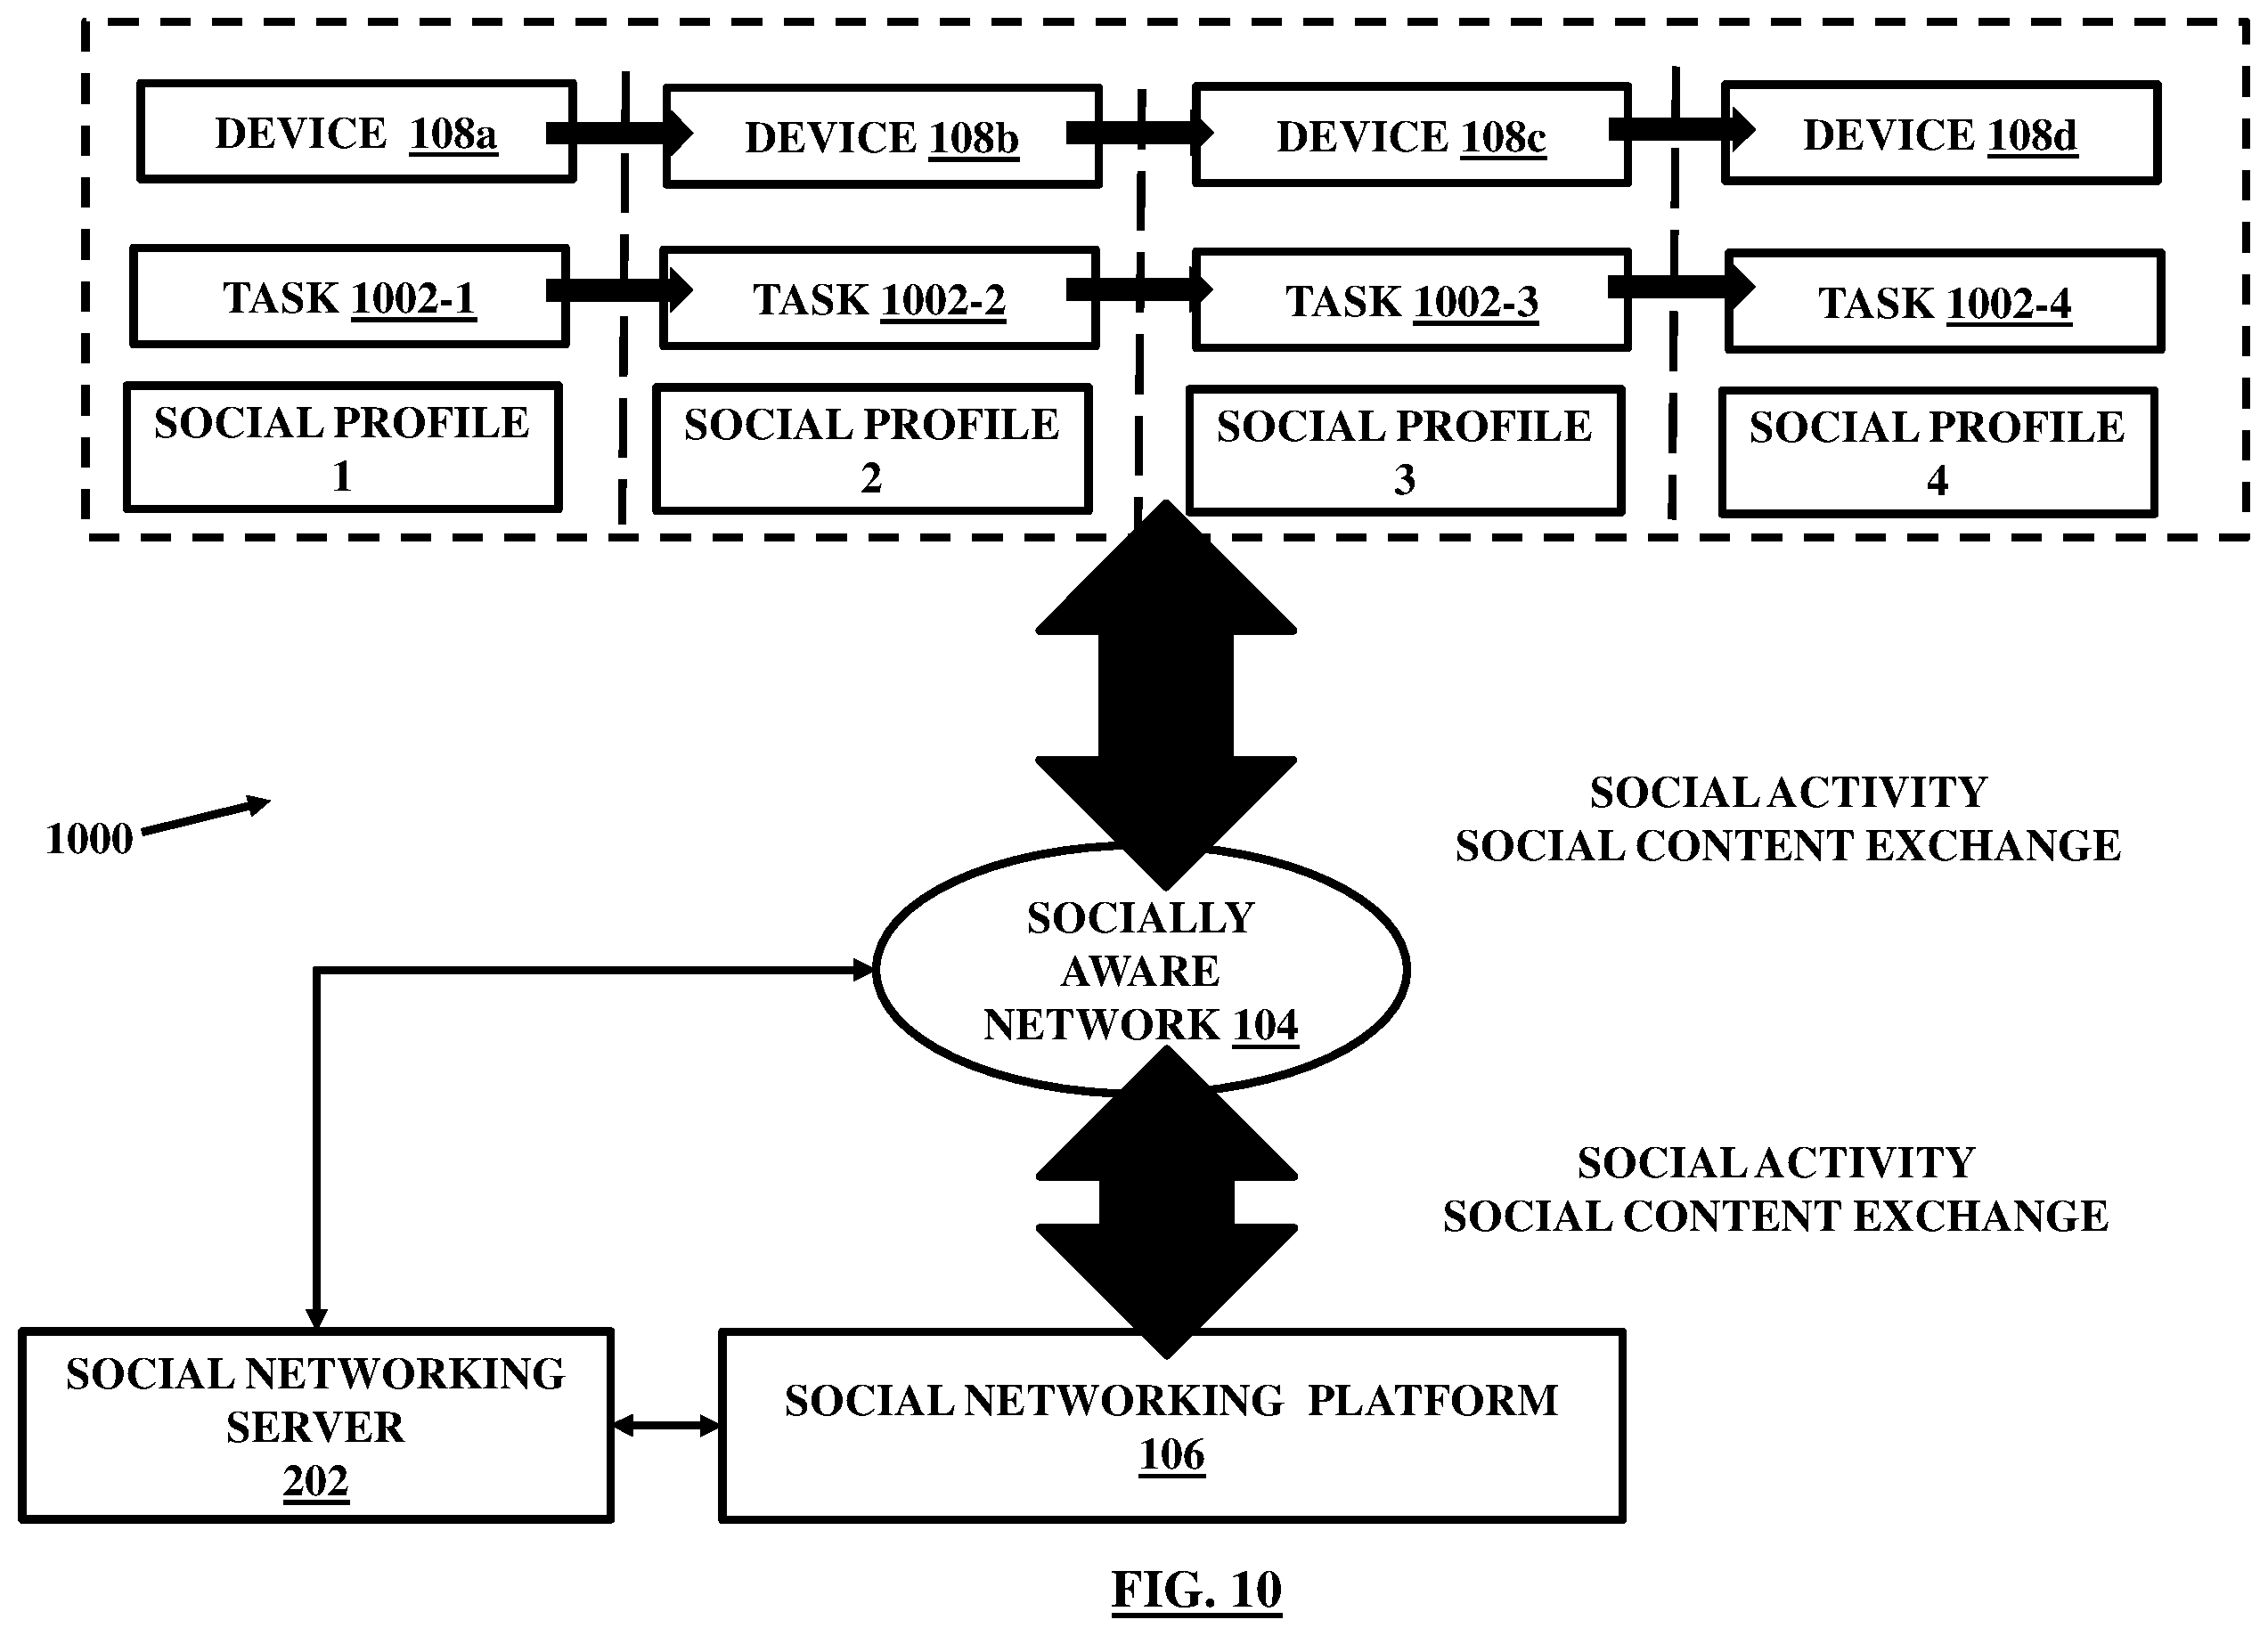 DEVICE 108a
DEVICE 108b
DEVICE 108c
DEVICE 108d
TASK 1002-1
TASK 1002-2
TASK 1002-3
TASK 1002-4
SOCIAL PROFILE
1
SOCIAL PROFILE
2
SOCIAL PROFILE
3
SOCIAL PROFILE
4
1000
SOCIAL ACTIVITY
SOCIAL CONTENT EXCHANGE
SOCIALLY
AWARE
NETWORK 104
SOCIAL ACTIVITY
SOCIAL CONTENT EXCHANGE
SOCIAL NETWORKING
SERVER
202
SOCIAL NETWORKING PLATFORM
106
FIG. 10